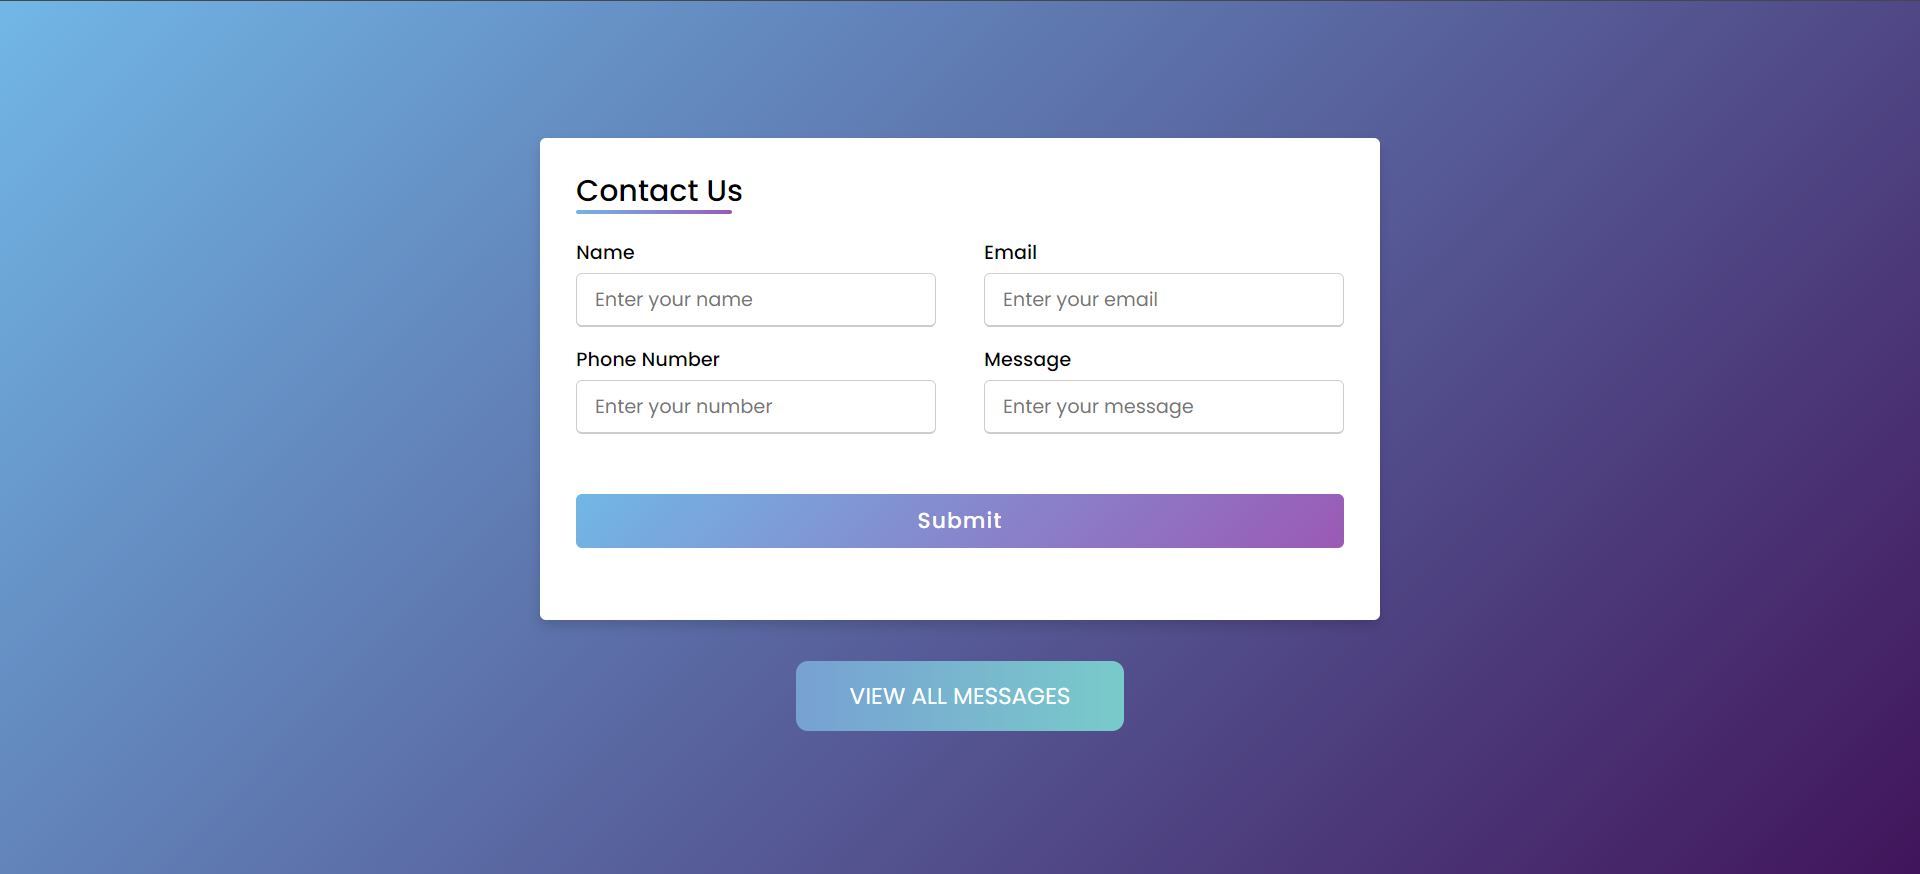 Contact Us
Name
Email
Enter your name
Enter your email
Phone Number
Message
Enter your number
Enter your message
Submit
VIEW ALL MESSAGES